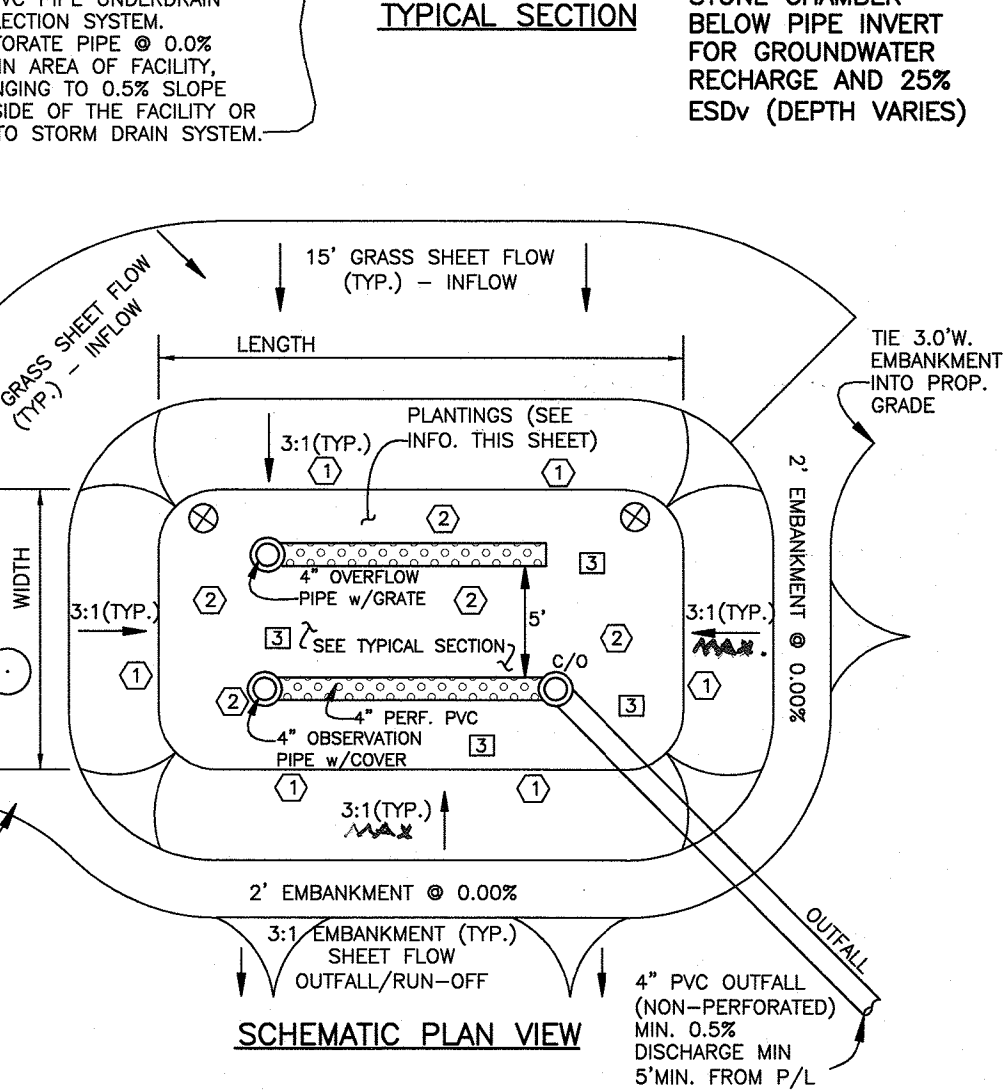 VC PIPE UNDERDRAIN
LECTION SYSTEM.
FORATE PIPE @ 0.0%
IN AREA OF FACILITY,
NGING TO 0.5% SLOPE
SIDE OF THE FACILITY OR
TO STORM DRAIN SYSTEM.
TYPICAL SECTION
STONE CHAMBER
BELOW PIPE INVERT
FOR GROUNDWATER
RECHARGE AND 25%
ESDv (DEPTH VARIES)
15' GRASS SHEET FLOW
(TYP.) – INFLOW
GRASS SHEET FLOW
(TYP.) – INFLOW
LENGTH
TIE 3.0'W.
EMBANKMENT
INTO PROP.
GRADE
PLANTINGS (SEE
INFO. THIS SHEET)
3:1(TYP.)
1
1
2
WIDTH
2' EMBANKMENT @ 0.00%
3
4" OVERFLOW
PIPE w/GRATE
2
2
5'
3:1(TYP.)
3:1(TYP.)
MAX.
3
SEE TYPICAL SECTION
2
C/O
1
1
2
4" PERF. PVC
3
4" OBSERVATION
PIPE w/COVER
3
1
1
3:1(TYP.)
MAX
2' EMBANKMENT @ 0.00%
3:1 EMBANKMENT (TYP.)
SHEET FLOW
OUTFALL/RUN-OFF
OUTFALL
4" PVC OUTFALL
(NON-PERFORATED)
MIN. 0.5%
DISCHARGE MIN
5'MIN. FROM P/L
SCHEMATIC PLAN VIEW